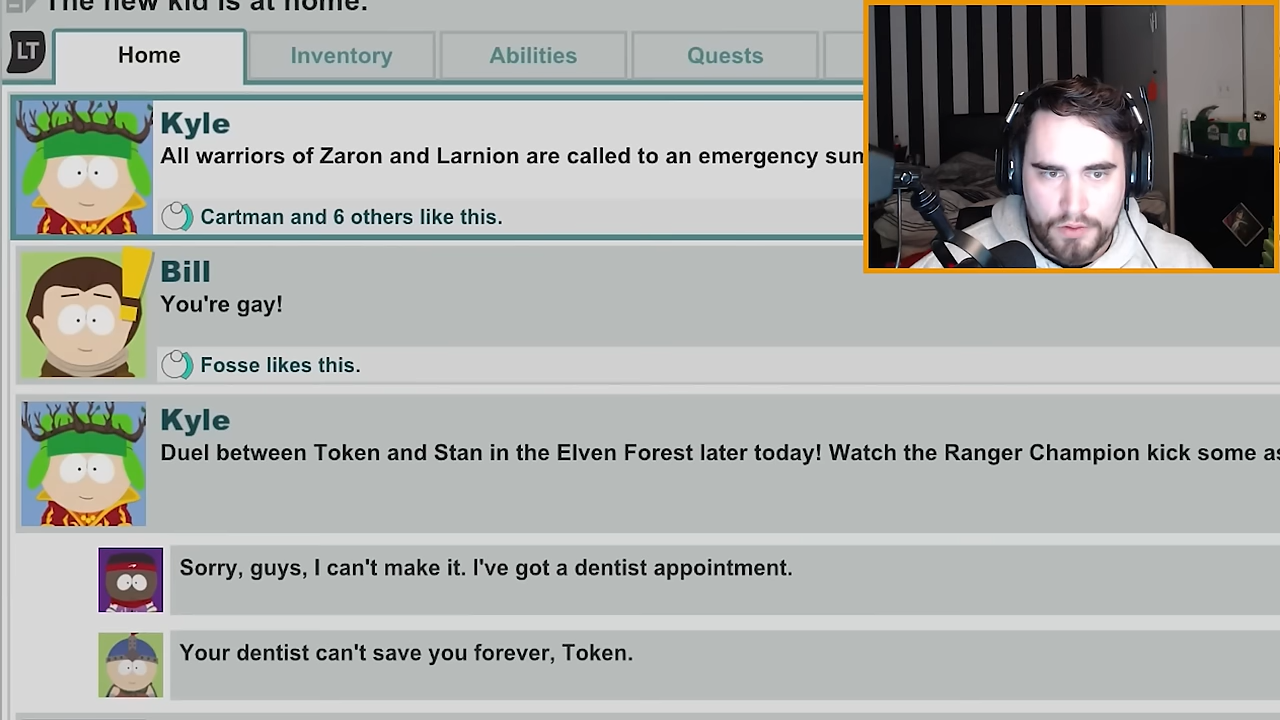 The new kid is at home.
LT
Home
Inventory
Abilities
Quests
Kyle
All warriors of Zaron and Larnion are called to an emergency
Cartman and 6 others like this.
Bill
You're gay!
Fosse likes this.
Kyle
Duel between Token and Stan in the Elven Forest later today! Watch the Ranger Champion kick some
Sorry, guys, I can't make it. I've got a dentist appointment.
Your dentist can't save you forever, Token.